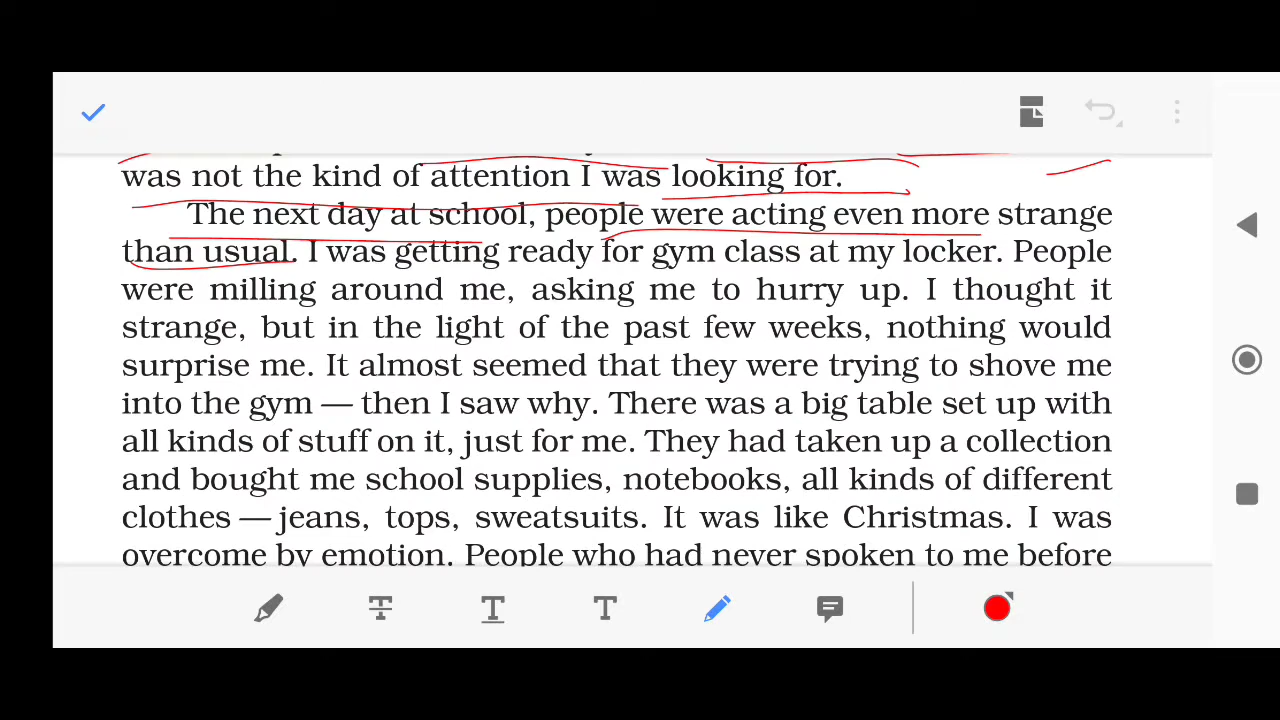 was not the kind of attention I was looking for.
The next day at school, people were acting even more strange
than usual. I was getting ready for gym class at my locker. People
were milling around me, asking me to hurry up. I thought it
strange, but in the light of the past few weeks, nothing would
surprise me. It almost seemed that they were trying to shove me
into the gym — then I saw why. There was a big table set up with
all kinds of stuff on it, just for me. They had taken up a collection
and bought me school supplies, notebooks, all kinds of different
clothes — jeans, tops, sweatsuits. It was like Christmas. I was
overcome by emotion. People who had never spoken to me before